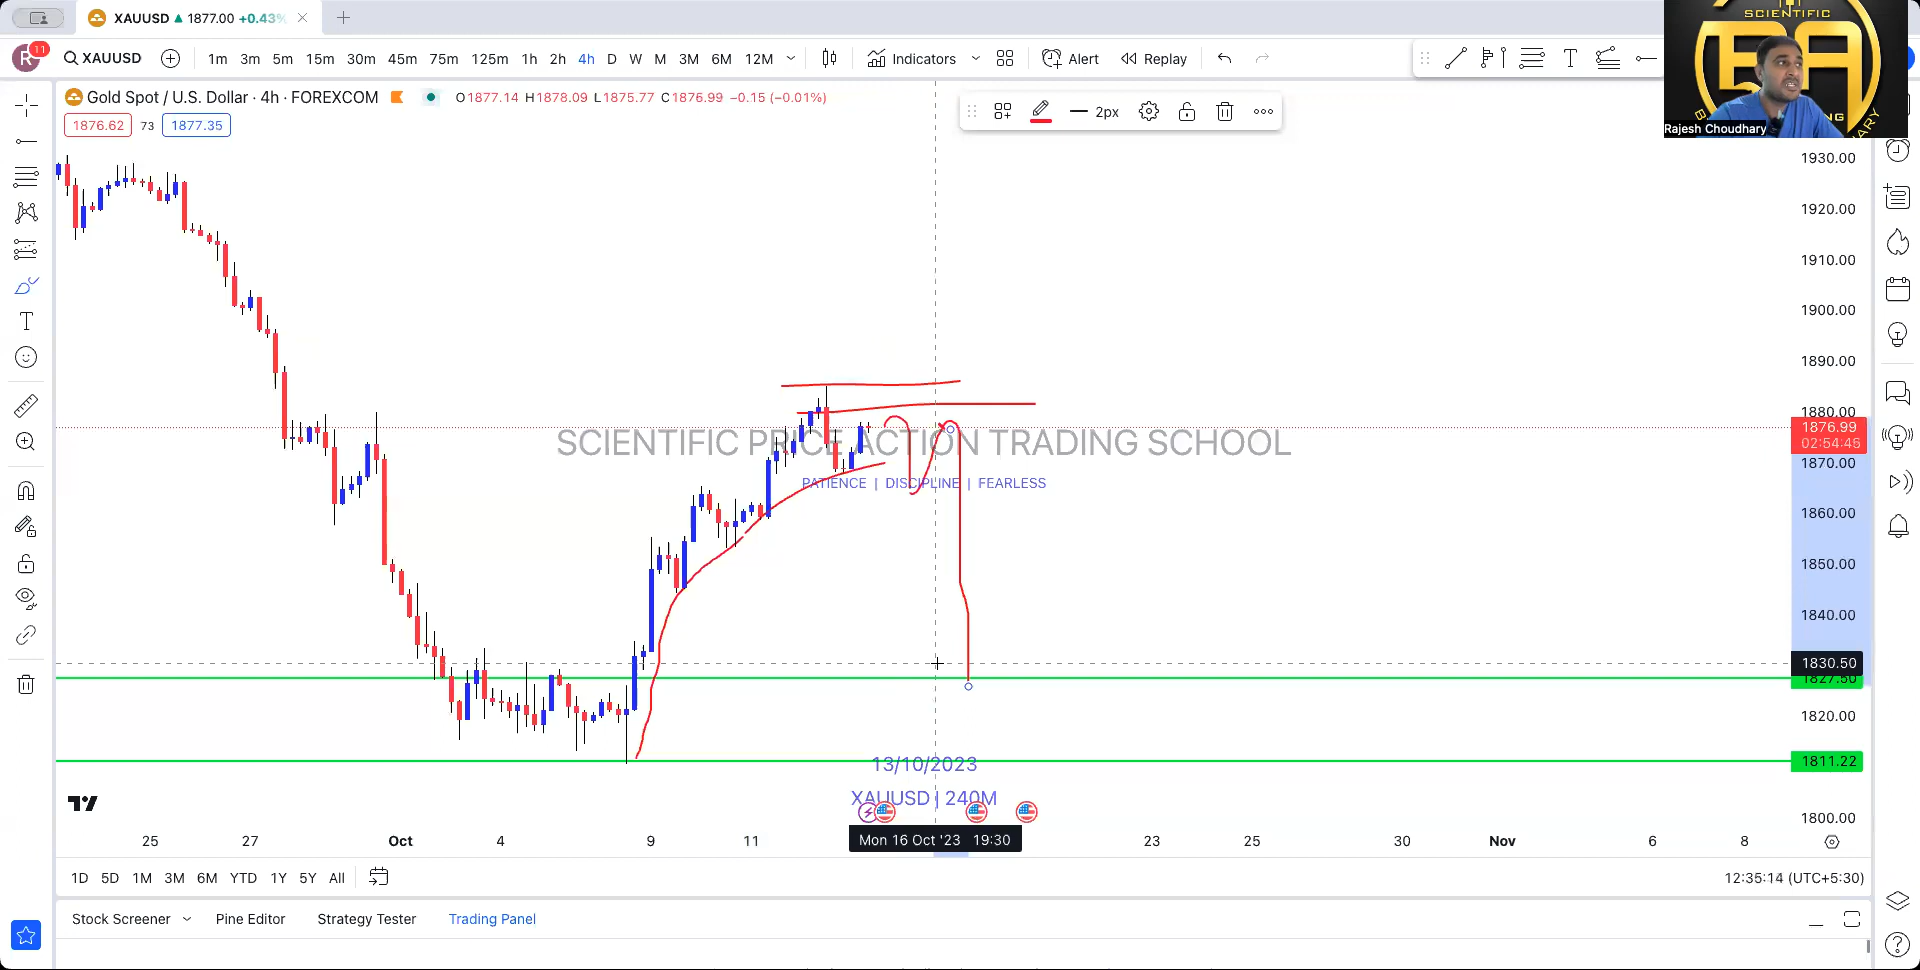 XAUUSD ▲ 1877.00 +0.43%
SCIENTIFIC
BA
Rajesh Choudhary
R 11 XAUUSD 1m 3m 5m 15m 30m 45m 75m 125m 1h 2h 4h D W M 3M 6M 12M Indicators Alert Replay
Gold Spot / U.S. Dollar · 4h · FOREXCOM O1877.14 H1878.09 L1875.77 C1876.99 −0.15 (−0.01%)
1876.62 73 1877.35
2px
1930.00
1920.00
1910.00
1900.00
1890.00
1880.00
1876.99
02:54:45
1870.00
1860.00
1850.00
1840.00
1830.50
1827.50
1820.00
1811.22
1800.00
SCIENTIFIC PRICE ACTION TRADING SCHOOL
PATIENCE | DISCIPLINE | FEARLESS
13/10/2023
XAUUSD | 240M
25 27 Oct 4 9 11 Mon 16 Oct '23 19:30 23 25 30 Nov 6 8
1D 5D 1M 3M 6M YTD 1Y 5Y All 12:35:14 (UTC+5:30)
Stock Screener Pine Editor Strategy Tester Trading Panel